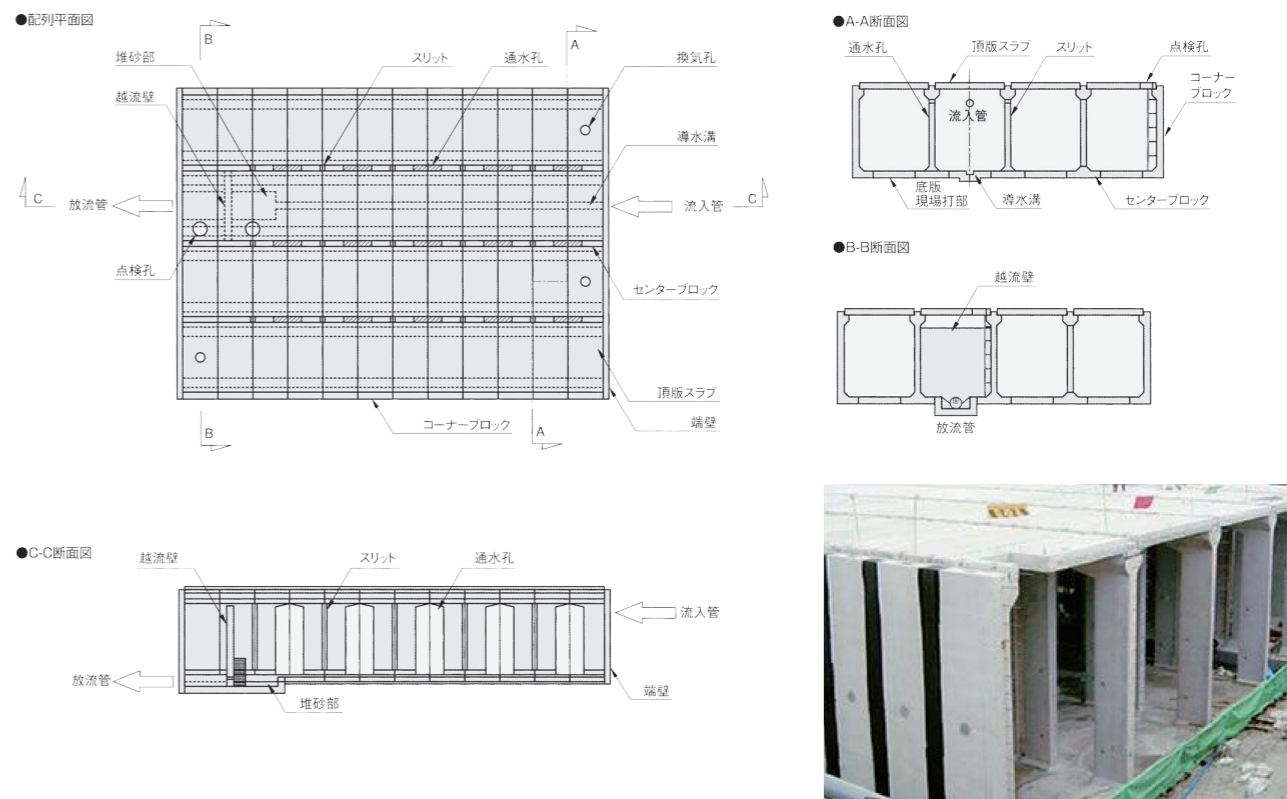 ●配列平面図
B
A
堆砂部
スリット
通水孔
換気孔
越流壁
導水溝
C
放流管
流入管
C
点検孔
センターブロック
頂版スラブ
端壁
コーナーブロック
B
A
●A-A断面図
通水孔
頂版スラブ
スリット
点検孔
コーナー
ブロック
流入管
底版
現場打部
導水溝
センターブロック
●B-B断面図
越流壁
放流管
●C-C断面図
越流壁
スリット
通水孔
流入管
放流管
端壁
堆砂部